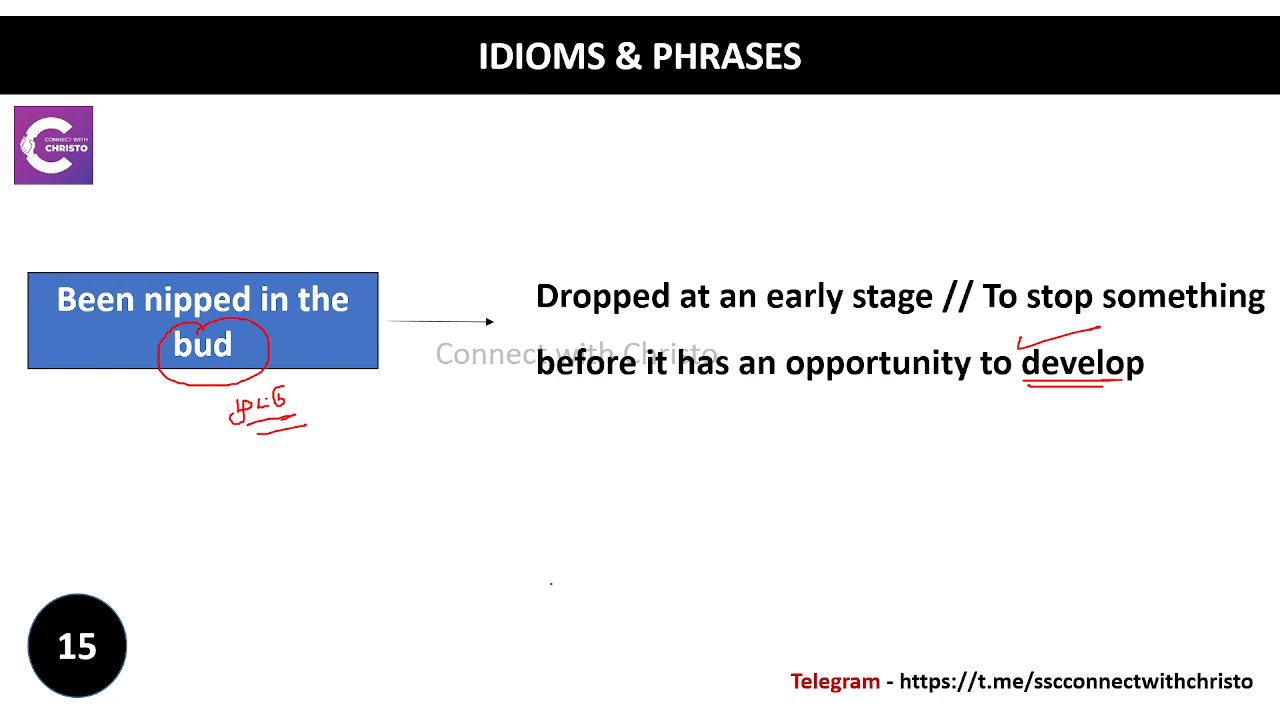 IDIOMS & PHRASES
CONNECT WITH
CHRISTO
Been nipped in the
bud
Dropped at an early stage // To stop something
before it has an opportunity to develop
Connect with Christo
15
Telegram - https://t.me/sscconnectwithchristo